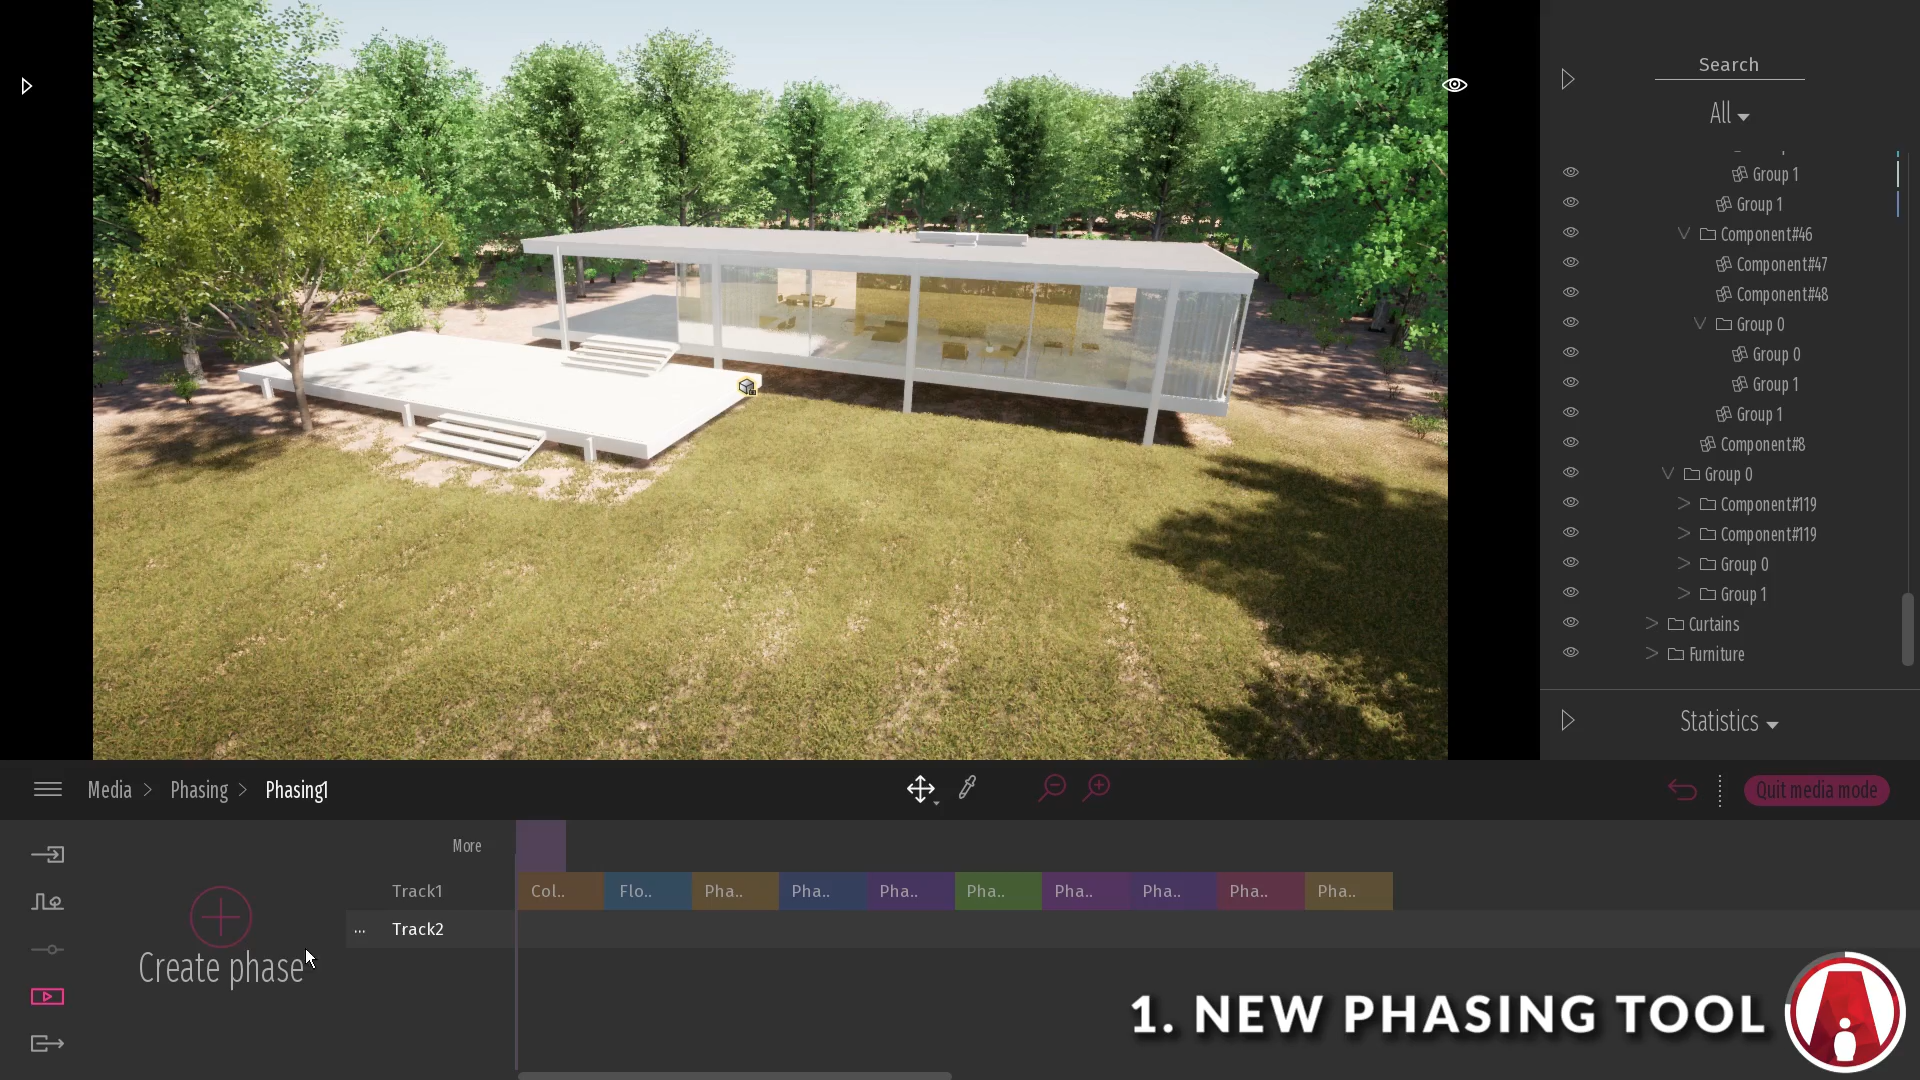 Search
All
Group 1
Group 1
Component#46
Component#47
Component#48
Group 0
Group 0
Group 1
Group 1
Component#8
Group 0
Component#119
Component#119
Group 0
Group 1
Curtains
Furniture
Statistics
Media > Phasing > Phasing1
Quit media mode
More
Track1 Col.. Flo.. Pha.. Pha.. Pha.. Pha.. Pha.. Pha.. Pha.. Pha..
... Track2
Create phase
1. NEW PHASING TOOL